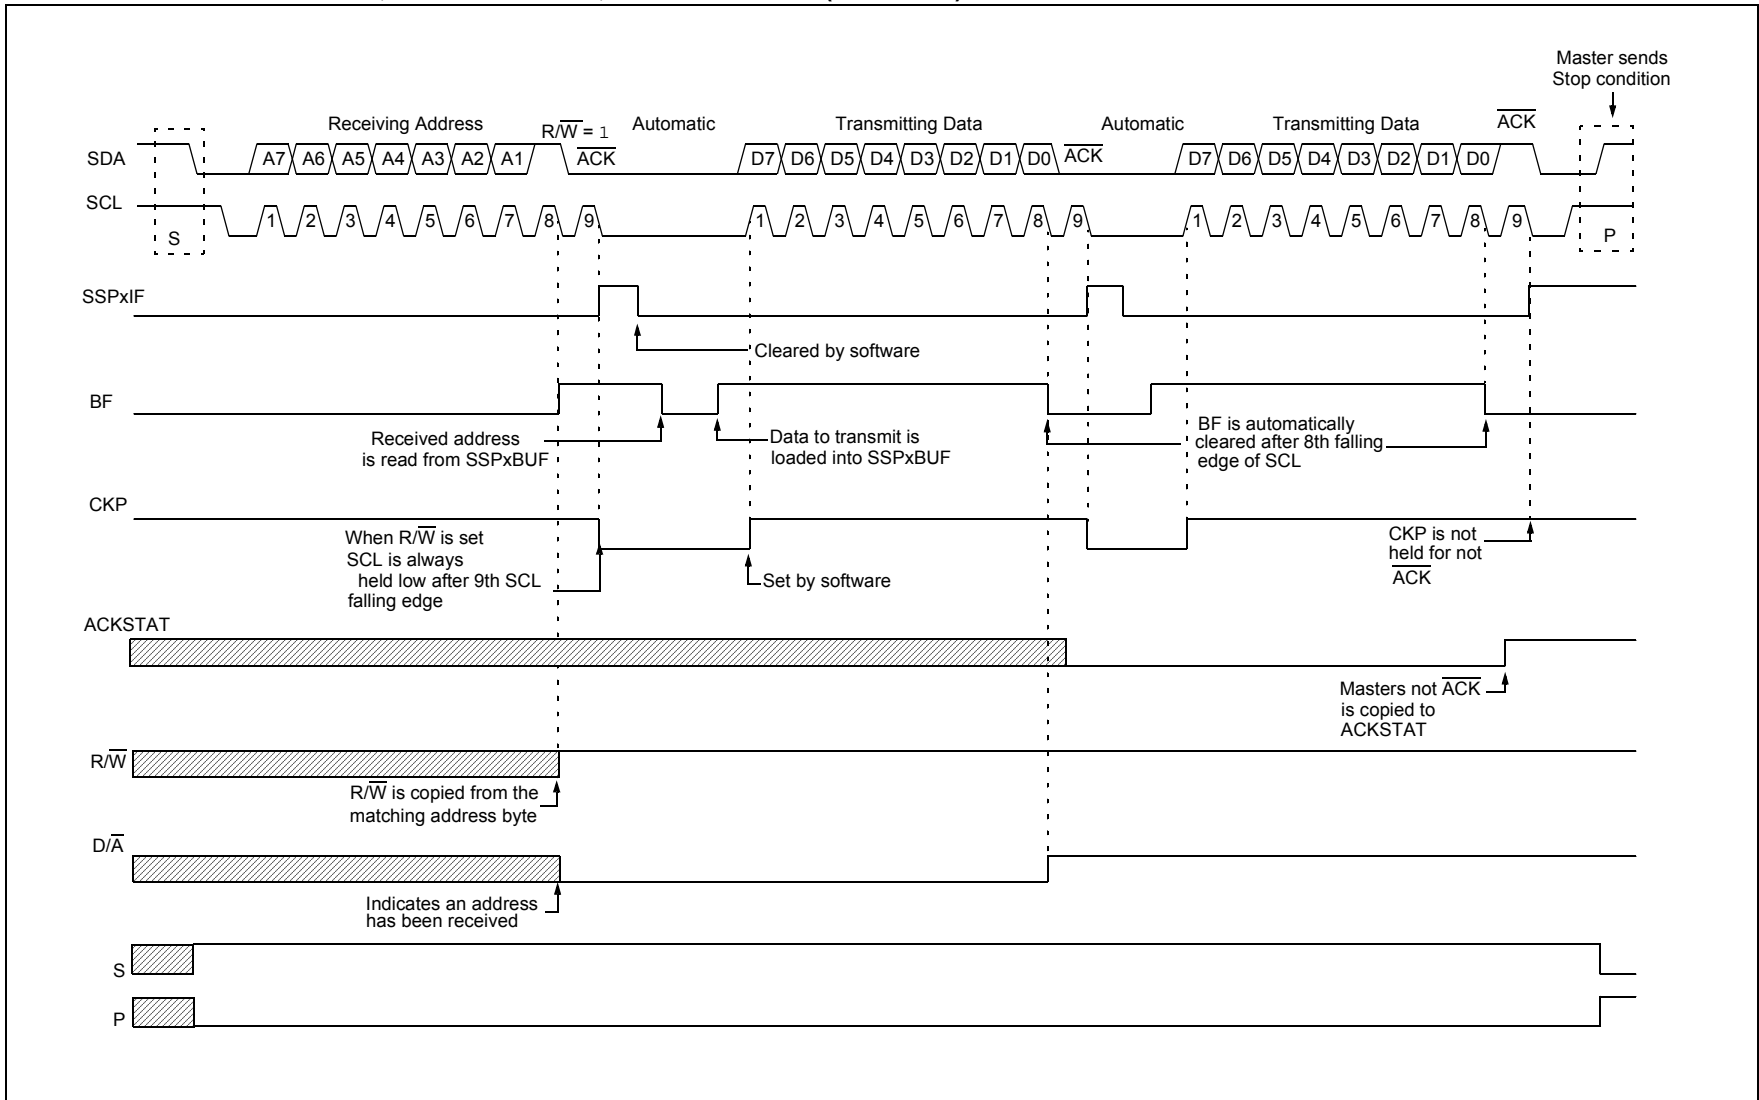 Master sends
Stop condition
Receiving Address R/W̅ = 1 Automatic Transmitting Data Automatic Transmitting Data A̅C̅K̅
SDA A7 A6 A5 A4 A3 A2 A1 A̅C̅K̅ D7 D6 D5 D4 D3 D2 D1 D0 A̅C̅K̅ D7 D6 D5 D4 D3 D2 D1 D0
SCL 1 2 3 4 5 6 7 8 9 1 2 3 4 5 6 7 8 9 1 2 3 4 5 6 7 8 9
S P
SSPxIF
Cleared by software
BF
Received address
is read from SSPxBUF
Data to transmit is
loaded into SSPxBUF
BF is automatically
cleared after 8th falling
edge of SCL
CKP
When R/W̅ is set
SCL is always
held low after 9th SCL
falling edge
Set by software
CKP is not
held for not
A̅C̅K̅
ACKSTAT
Masters not A̅C̅K̅
is copied to
ACKSTAT
R/W̅
R/W̅ is copied from the
matching address byte
D/A̅
Indicates an address
has been received
S
P